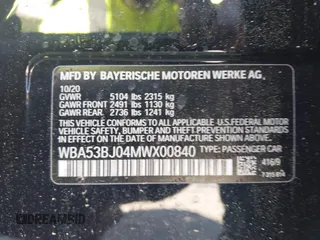 MFD BY BAYERISCHE MOTOREN WERKE AG.
10/20
GVWR 5104 lbs 2315 kg
GAWR FRONT 2491 lbs 1130 kg
GAWR REAR 2736 lbs 1241 kg
THIS VEHICLE CONFORMS TO ALL APPLICABLE
FEDERAL MOTOR VEHICLE SAFETY, BUMPER, AND
THEFT PREVENTION STANDARDS IN EFFECT ON THE
DATE OF MANUFACTURE SHOWN ABOVE.
WBA53BJ04MWX00840 TYPE: PASSENGER CAR
416/9
DREAMBID